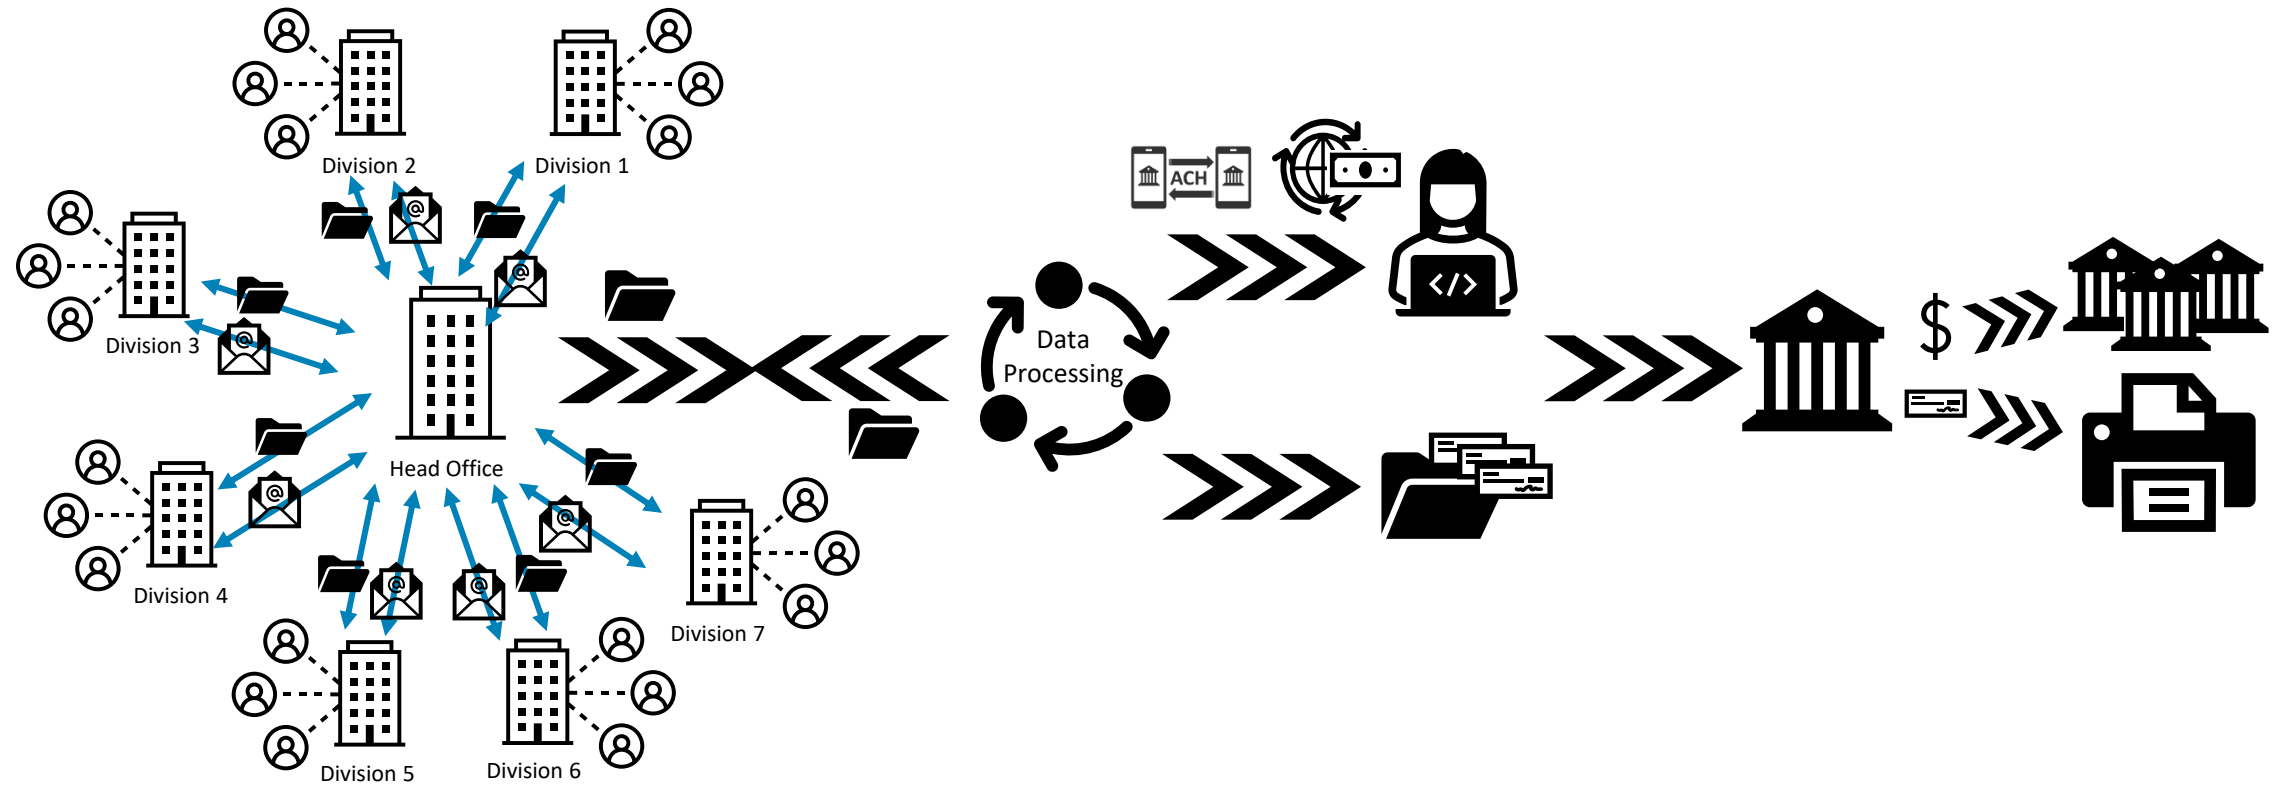 Division 2
Division 1
ACH
@
@
</>
Division 3
@
Data
Processing
$
Head Office
@
@
Division 4
@
@
@
Division 7
Division 5
Division 6